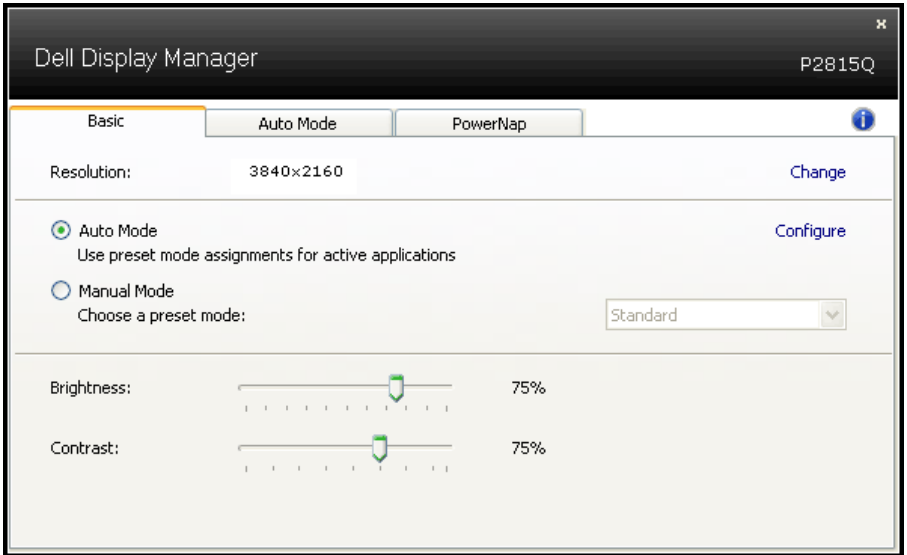 x
Dell Display Manager
P2815Q
Basic
Auto Mode
PowerNap
i
Resolution:
3840x2160
Change
Auto Mode
Configure
Use preset mode assignments for active applications
Manual Mode
Choose a preset mode:
Standard
Brightness:
75%
Contrast:
75%